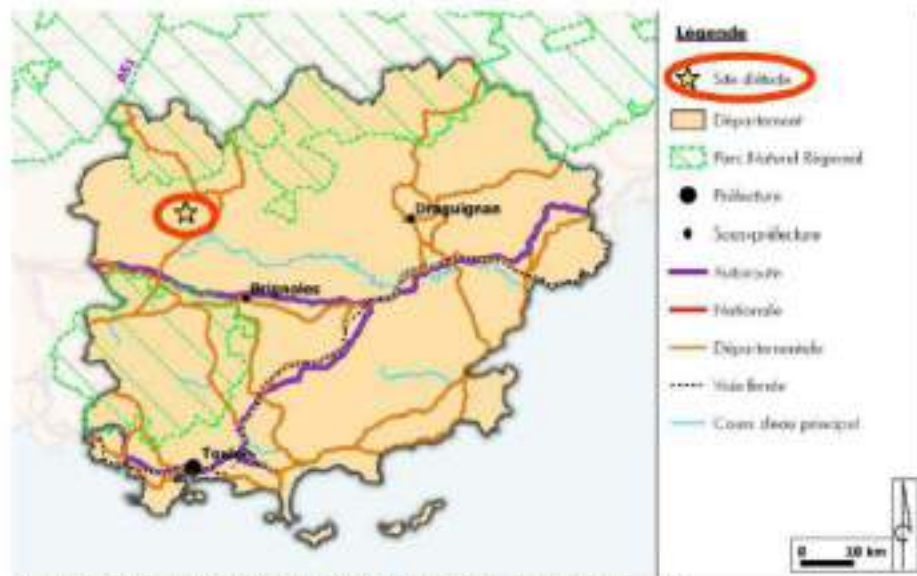 A51
Draguignan
Brignoles
Toulon
Légende
Site d'étude
Département
Parc Naturel Régional
Préfecture
Sous-préfecture
Autoroute
Nationale
Départementale
Voie ferrée
Cours d'eau principal
0 10 km